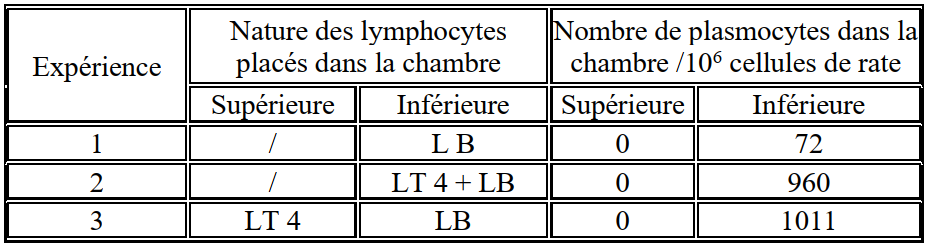 Expérience
Nature des lymphocytes
placés dans la chambre
Nombre de plasmocytes dans la
chambre /10⁶ cellules de rate
Supérieure Inférieure Supérieure Inférieure
1 / L B 0 72
2 / LT 4 + LB 0 960
3 LT 4 LB 0 1011